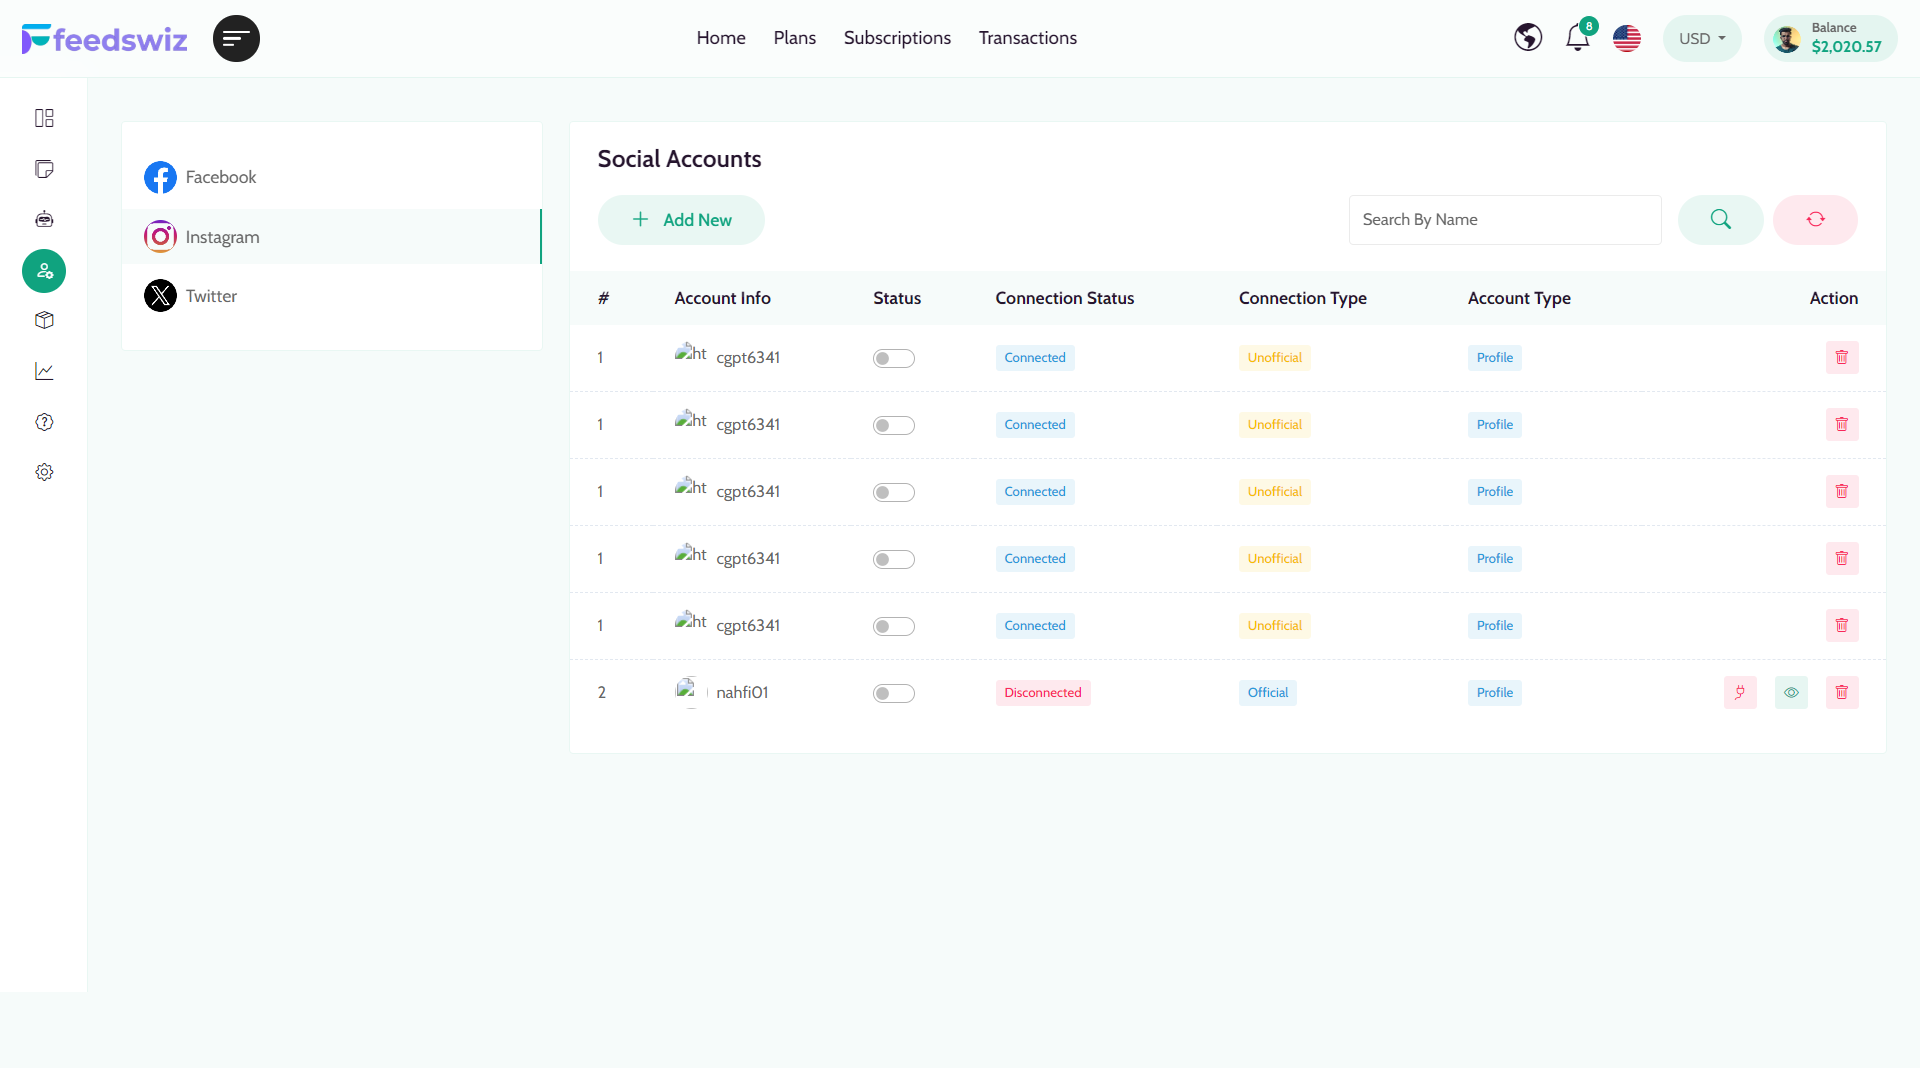 feedswiz
Home Plans Subscriptions Transactions
8
USD
Balance
$2,020.57
Facebook
Instagram
Twitter
Social Accounts
Add New
Search By Name
# Account Info Status Connection Status Connection Type Account Type Action
1 ht cgpt6341 Connected Unofficial Profile
1 ht cgpt6341 Connected Unofficial Profile
1 ht cgpt6341 Connected Unofficial Profile
1 ht cgpt6341 Connected Unofficial Profile
1 ht cgpt6341 Connected Unofficial Profile
2 nahfi01 Disconnected Official Profile